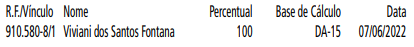 R.F./Vínculo Nome Percentual Base de Cálculo Data
910.580-8/1 Viviani dos Santos Fontana 100 DA-15 07/06/2022